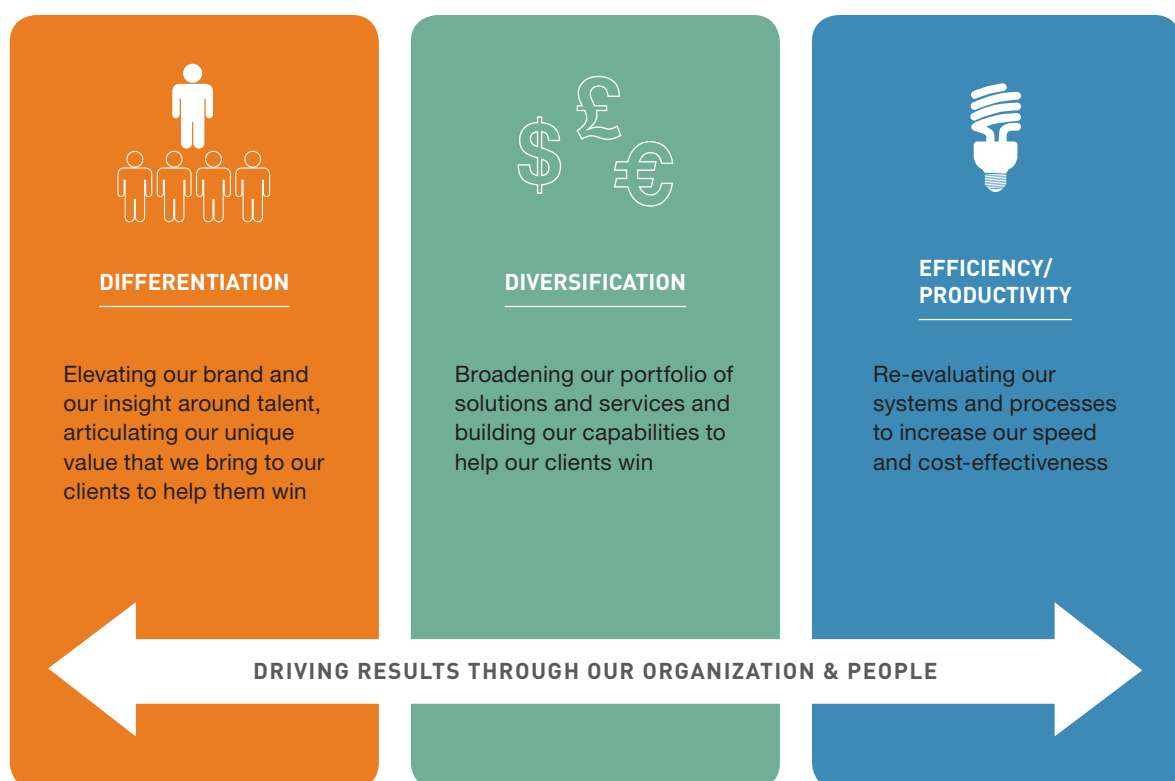 DIFFERENTIATION
Elevating our brand and
our insight around talent,
articulating our unique
value that we bring to our
clients to help them win
DIVERSIFICATION
Broadening our portfolio of
solutions and services and
building our capabilities to
help our clients win
EFFICIENCY/
PRODUCTIVITY
Re-evaluating our
systems and processes
to increase our speed
and cost-effectiveness
DRIVING RESULTS THROUGH OUR ORGANIZATION & PEOPLE